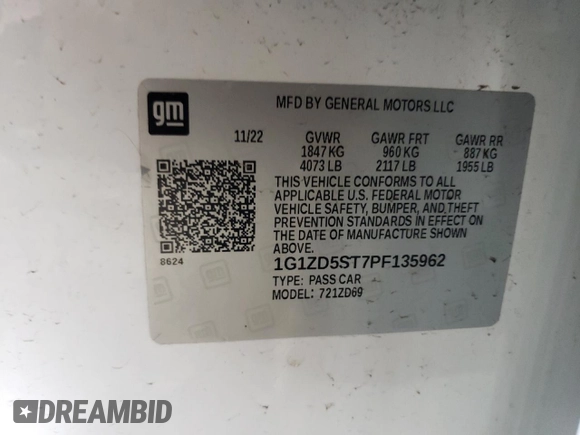 gm
MFD BY GENERAL MOTORS LLC
11/22 GVWR GAWR FRT GAWR RR
1847 KG 960 KG 887 KG
4073 LB 2117 LB 1955 LB
THIS VEHICLE CONFORMS TO ALL
APPLICABLE U.S. FEDERAL MOTOR
VEHICLE SAFETY, BUMPER, AND THEFT
PREVENTION STANDARDS IN EFFECT ON
THE DATE OF MANUFACTURE SHOWN
ABOVE.
8624
1G1ZD5ST7PF135962
TYPE: PASS CAR
MODEL: 721ZD69
DREAMBID